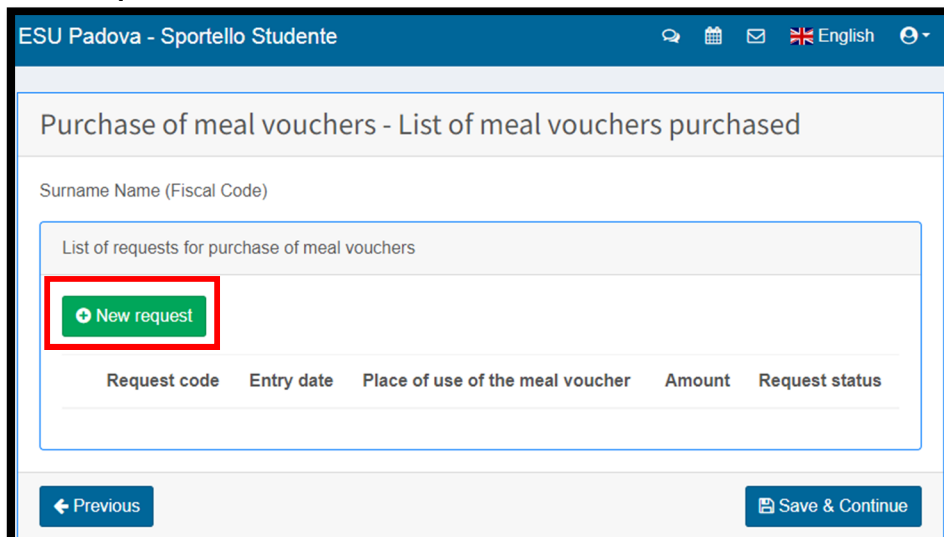 ESU Padova - Sportello Studente English
Purchase of meal vouchers - List of meal vouchers purchased
Surname Name (Fiscal Code)
List of requests for purchase of meal vouchers
New request
Request code Entry date Place of use of the meal voucher Amount Request status
Previous Save & Continue